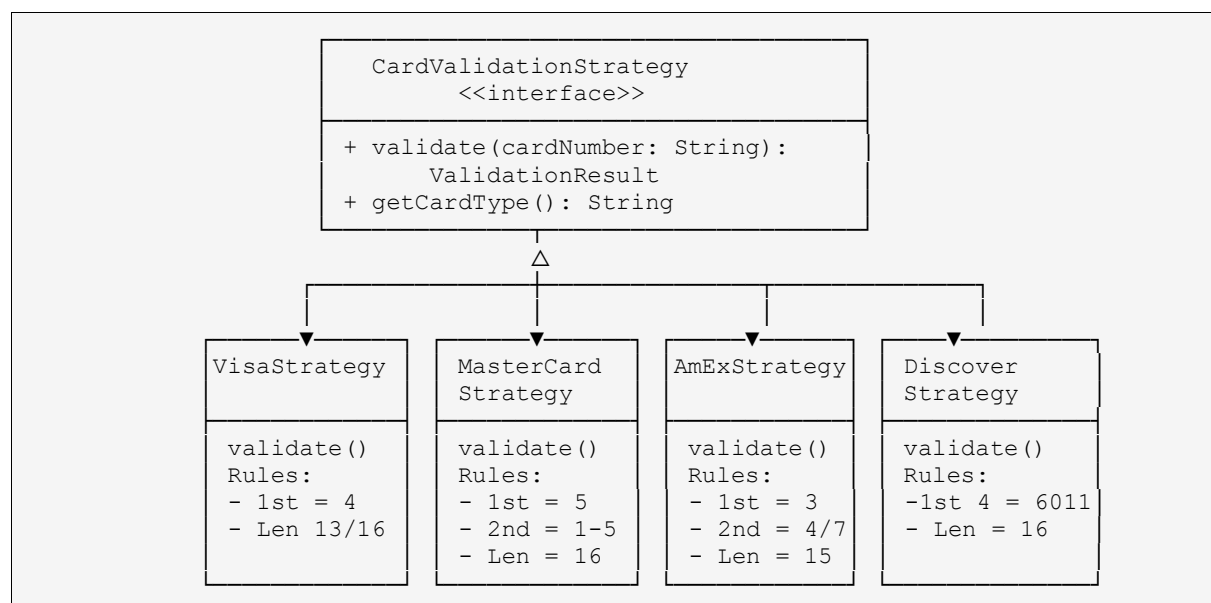 CardValidationStrategy
<<interface>>
+ validate(cardNumber: String):
ValidationResult
+ getCardType(): String
VisaStrategy
validate()
Rules:
- 1st = 4
- Len 13/16
MasterCard
Strategy
validate()
Rules:
- 1st = 5
- 2nd = 1-5
- Len = 16
AmExStrategy
validate()
Rules:
- 1st = 3
- 2nd = 4/7
- Len = 15
Discover
Strategy
validate()
Rules:
-1st 4 = 6011
- Len = 16